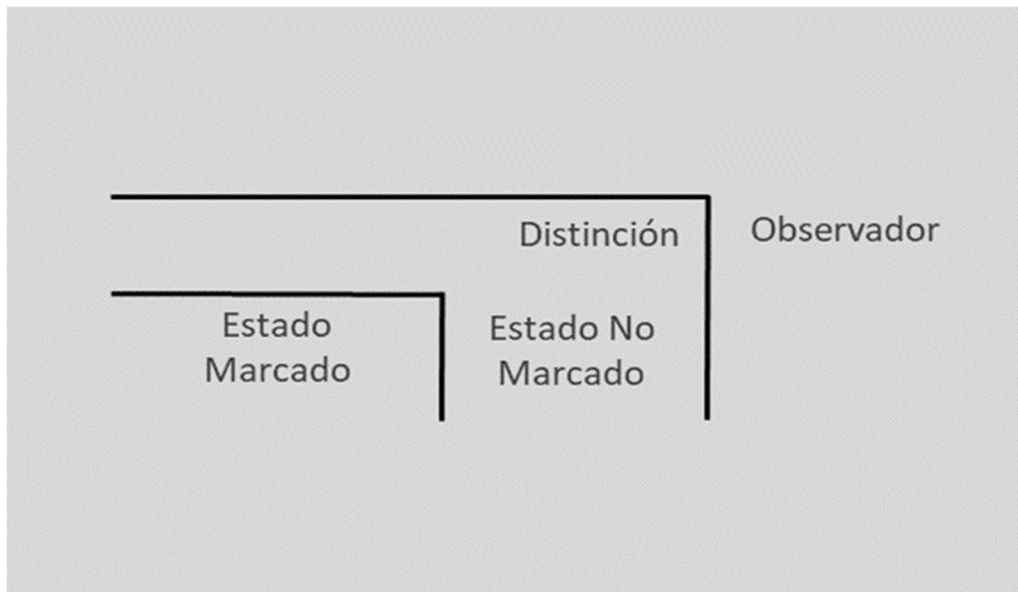 Distinción
Observador
Estado
Marcado
Estado No
Marcado